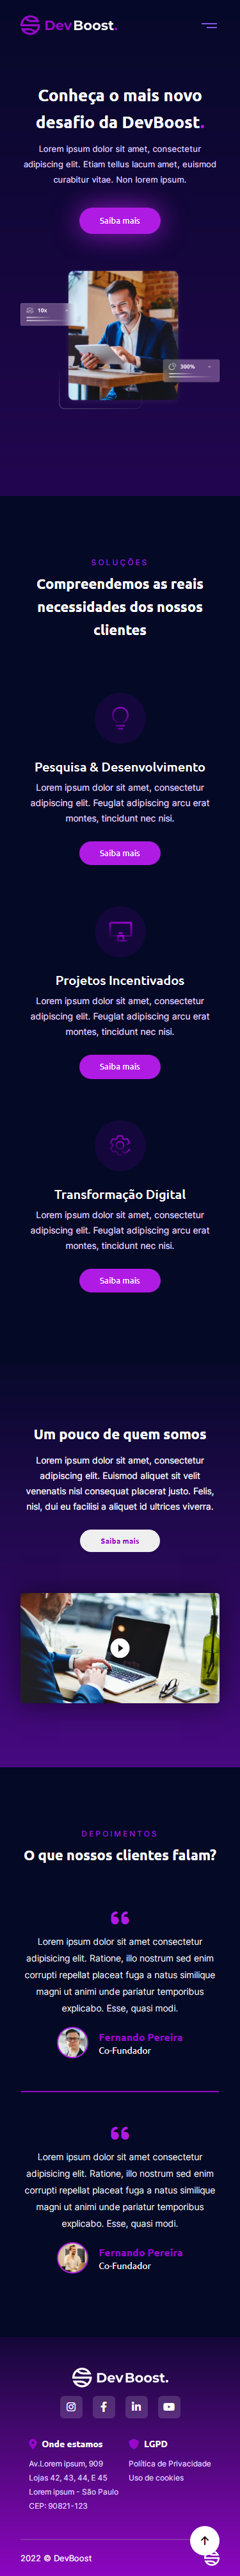 DevBoost.
Conheça o mais novo
desafio da DevBoost.
Lorem ipsum dolor sit amet, consectetur
adipiscing elit. Etiam tellus lacum amet, euismod
curabitur vitae. Non lorem ipsum.
Saiba mais
10x
300%
SOLUÇÕES
Compreendemos as reais
necessidades dos nossos
clientes
Pesquisa & Desenvolvimento
Lorem ipsum dolor sit amet, consectetur
adipiscing elit. Feugiat adipiscing arcu erat
montes, tincidunt nec nisi.
Saiba mais
Projetos Incentivados
Lorem ipsum dolor sit amet, consectetur
adipiscing elit. Feugiat adipiscing arcu erat
montes, tincidunt nec nisi.
Saiba mais
Transformação Digital
Lorem ipsum dolor sit amet, consectetur
adipiscing elit. Feugiat adipiscing arcu erat
montes, tincidunt nec nisi.
Saiba mais
Um pouco de quem somos
Lorem ipsum dolor sit amet, consectetur
adipiscing elit. Euismod aliquet sit velit
venenatis nisl consequat placerat justo. Felis,
nisl, dui eu facilisi a aliquet id ultrices viverra.
Saiba mais
DEPOIMENTOS
O que nossos clientes falam?
Lorem ipsum dolor sit amet consectetur
adipisicing elit. Ratione, illo nostrum sed enim
corrupti repellat placeat fuga a natus similique
magni ut animi unde pariatur temporibus
explicabo. Esse, quasi modi.
Fernando Pereira
Co-Fundador
Lorem ipsum dolor sit amet consectetur
adipisicing elit. Ratione, illo nostrum sed enim
corrupti repellat placeat fuga a natus similique
magni ut animi unde pariatur temporibus
explicabo. Esse, quasi modi.
Fernando Pereira
Co-Fundador
DevBoost.
Onde estamos
Av.Lorem ipsum, 909
Lojas 42, 43, 44, E 45
Lorem ipsum - São Paulo
CEP: 90821-123
LGPD
Política de Privacidade
Uso de cookies
2022 © DevBoost